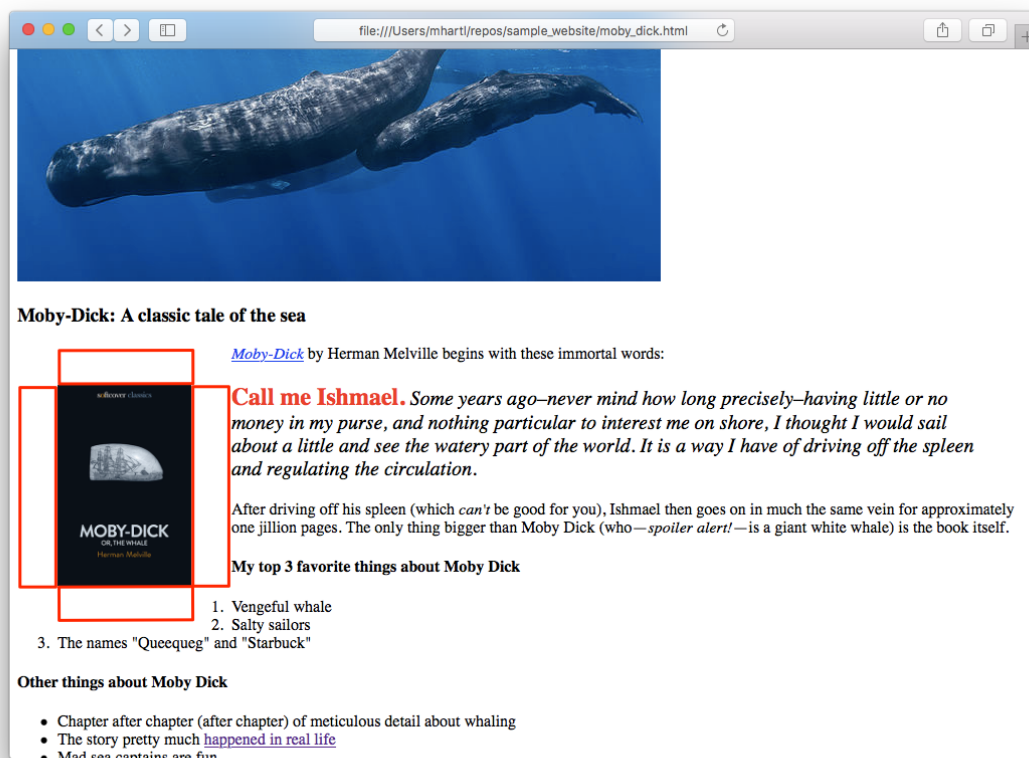 file:///Users/mhartl/repos/sample_website/moby_dick.html
Moby-Dick: A classic tale of the sea
softcover classics
MOBY-DICK
OR, THE WHALE
Herman Melville
Moby-Dick by Herman Melville begins with these immortal words:
Call me Ishmael. Some years ago–never mind how long precisely–having little or no
money in my purse, and nothing particular to interest me on shore, I thought I would sail
about a little and see the watery part of the world. It is a way I have of driving off the spleen
and regulating the circulation.
After driving off his spleen (which can't be good for you), Ishmael then goes on in much the same vein for approximately
one jillion pages. The only thing bigger than Moby Dick (who—spoiler alert!—is a giant white whale) is the book itself.
My top 3 favorite things about Moby Dick
1. Vengeful whale
2. Salty sailors
3. The names "Queequeg" and "Starbuck"
Other things about Moby Dick
• Chapter after chapter (after chapter) of meticulous detail about whaling
• The story pretty much happened in real life
• Mad sea captains are fun